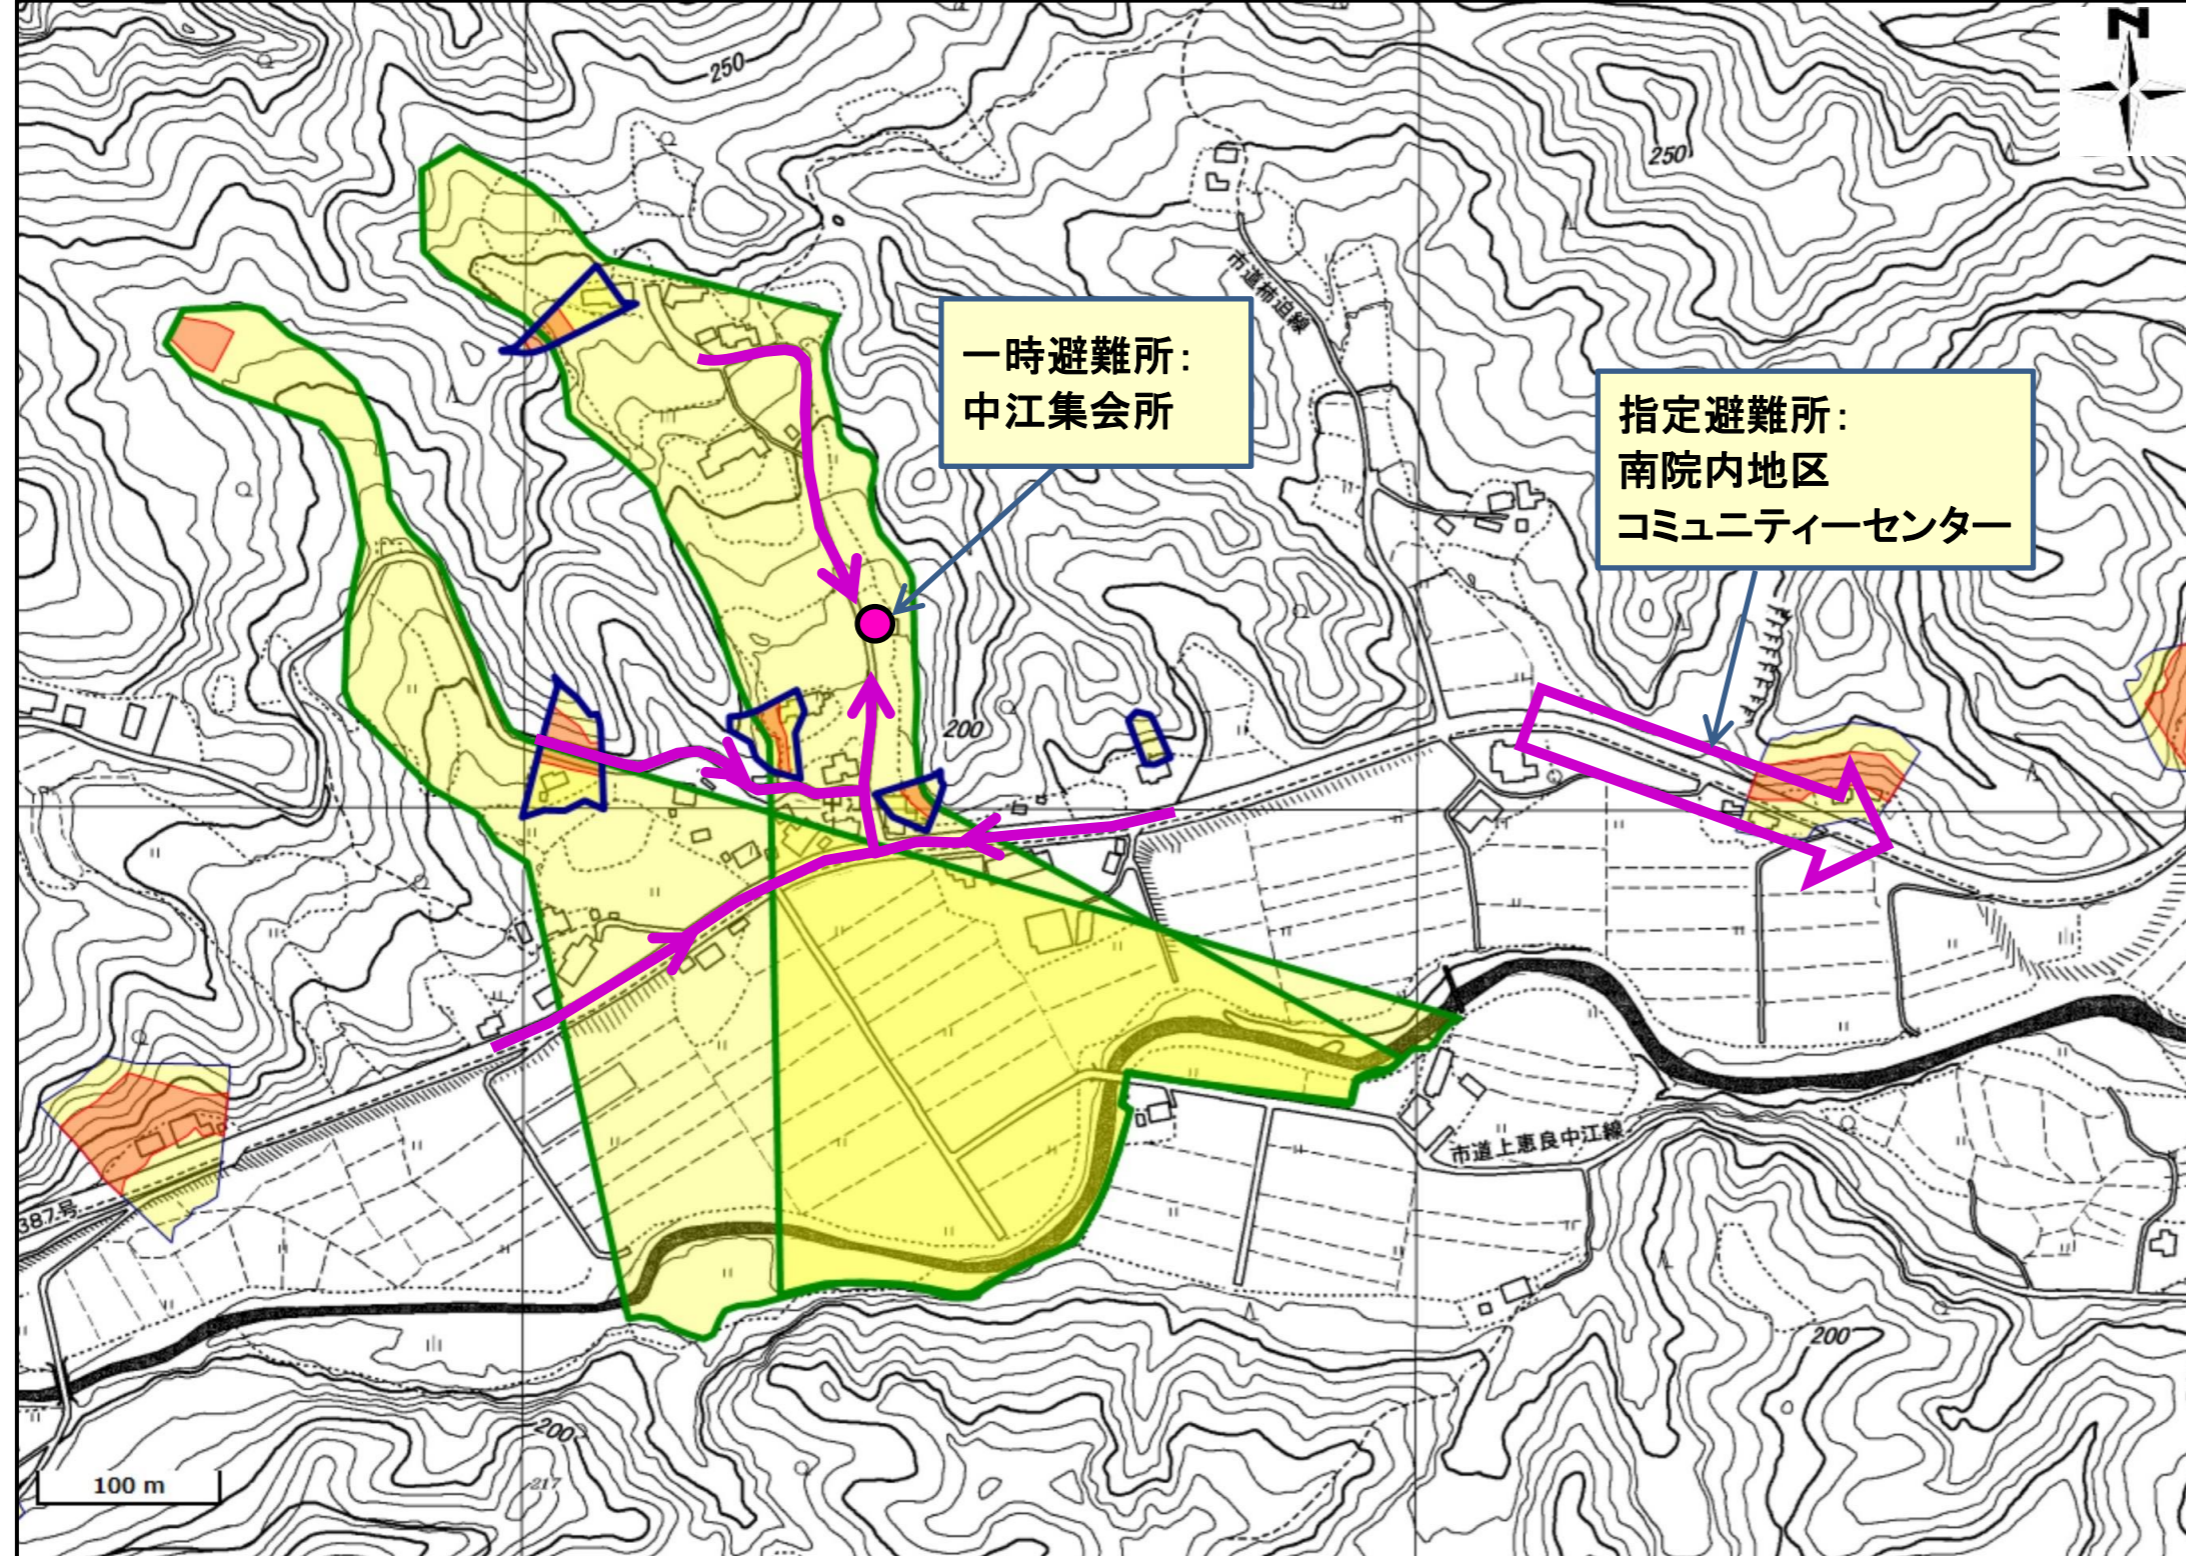 N
250
250
市道柿迫線
一時避難所：
中江集会所
指定避難所：
南院内地区
コミュニティーセンター
200
市道上恵良中江線
387号
200
200
217
100 m